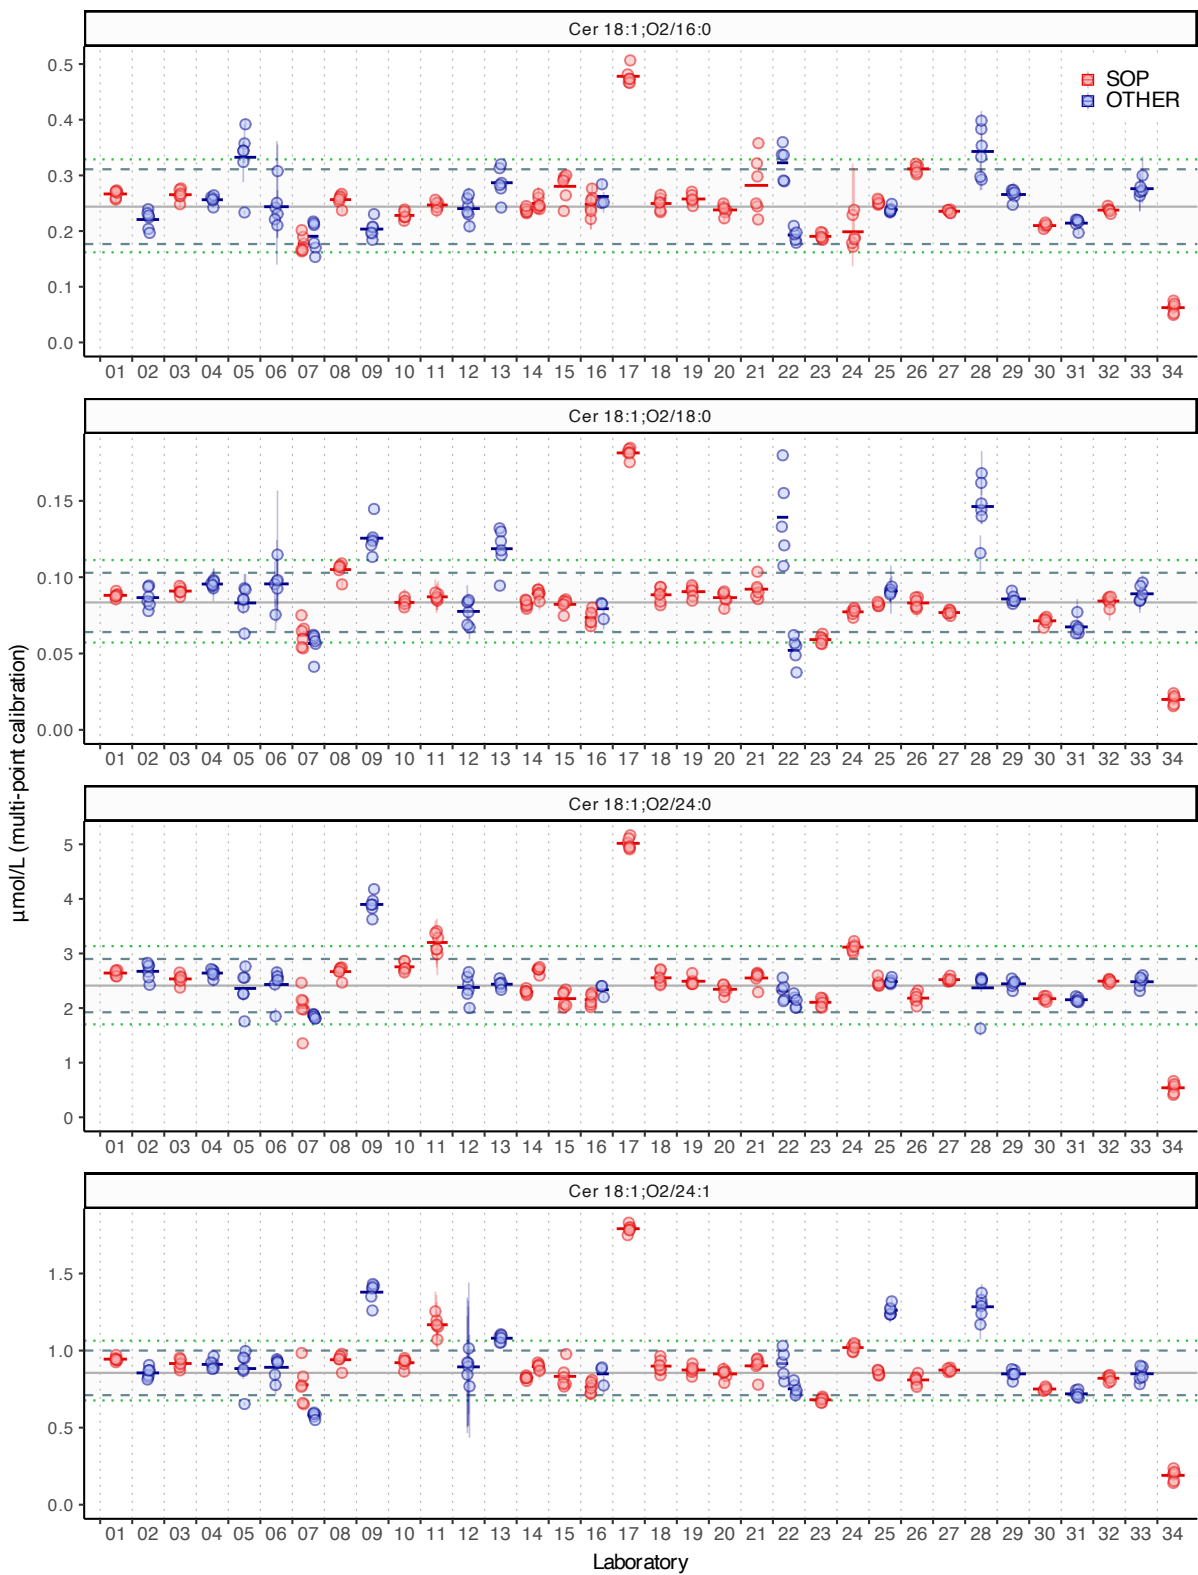 Cer 18:1;O2/16:0
SOP
OTHER
0.5
0.4
0.3
0.2
0.1
0.0
01 02 03 04 05 06 07 08 09 10 11 12 13 14 15 16 17 18 19 20 21 22 23 24 25 26 27 28 29 30 31 32 33 34
Cer 18:1;O2/18:0
0.15
0.10
0.05
0.00
01 02 03 04 05 06 07 08 09 10 11 12 13 14 15 16 17 18 19 20 21 22 23 24 25 26 27 28 29 30 31 32 33 34
µmol/L (multi-point calibration)
Cer 18:1;O2/24:0
5
4
3
2
1
0
01 02 03 04 05 06 07 08 09 10 11 12 13 14 15 16 17 18 19 20 21 22 23 24 25 26 27 28 29 30 31 32 33 34
Cer 18:1;O2/24:1
1.5
1.0
0.5
0.0
01 02 03 04 05 06 07 08 09 10 11 12 13 14 15 16 17 18 19 20 21 22 23 24 25 26 27 28 29 30 31 32 33 34
Laboratory